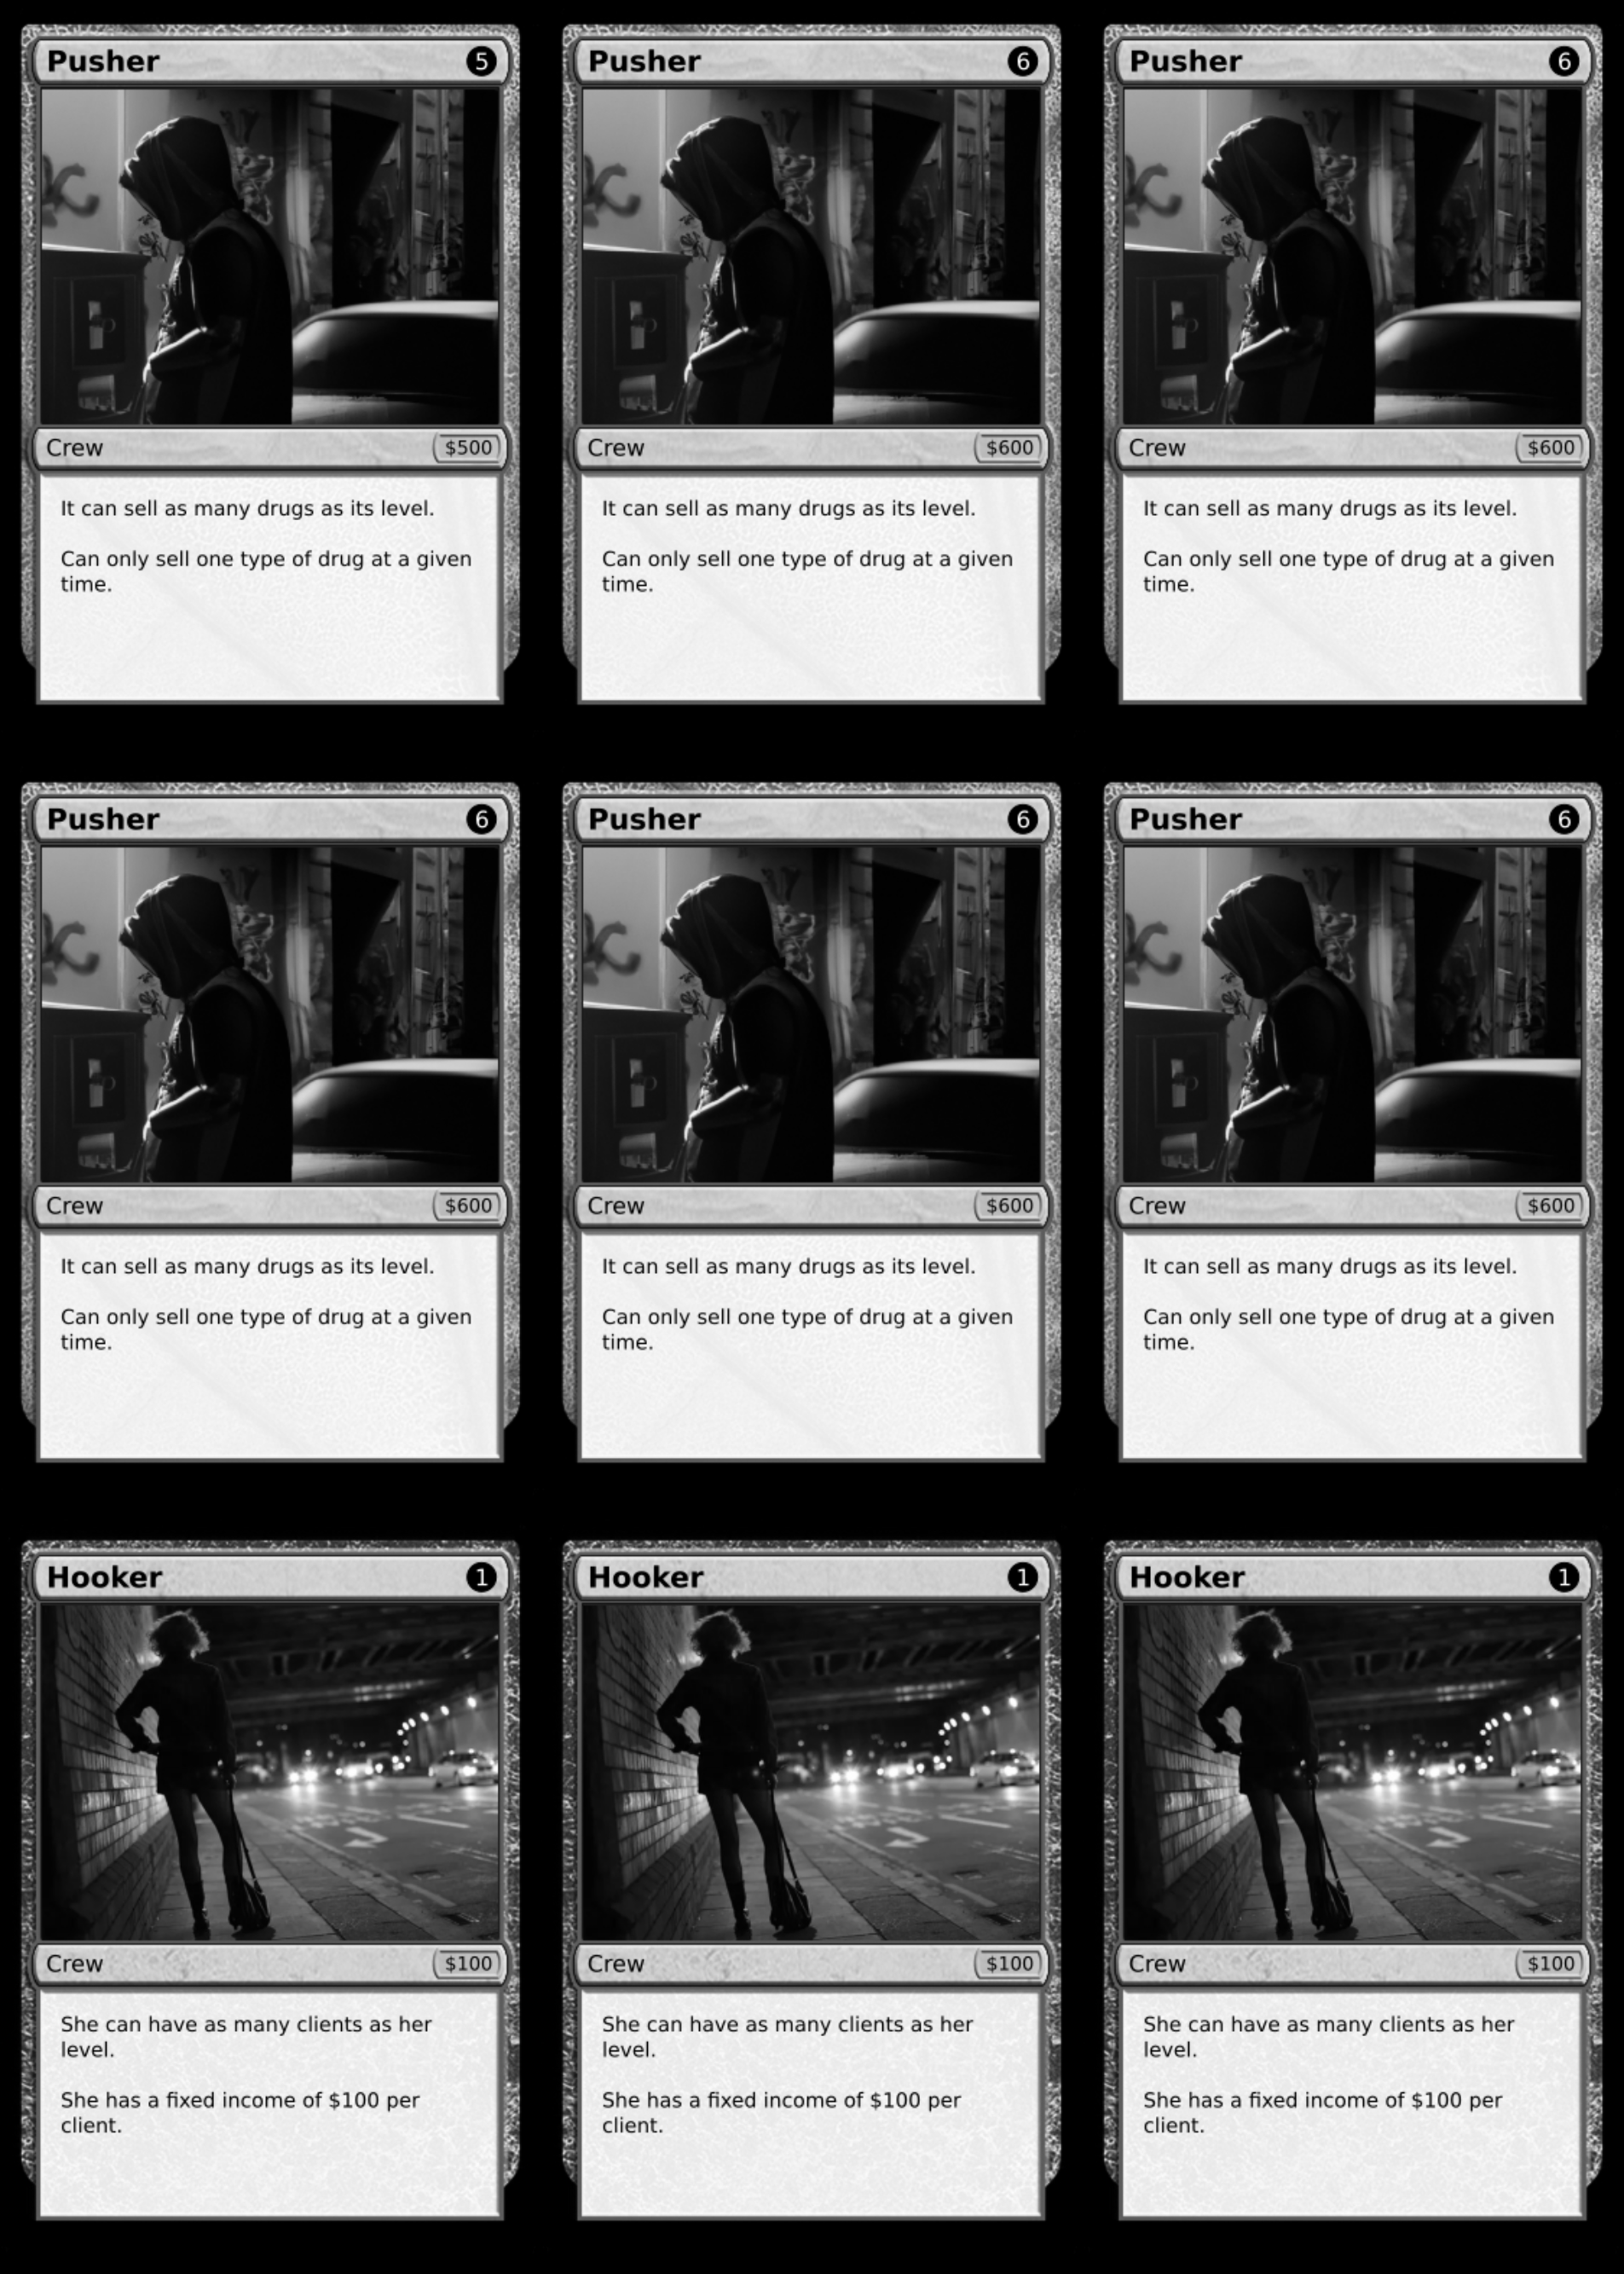 Pusher 5
Crew $500
It can sell as many drugs as its level.
Can only sell one type of drug at a given
time.
Pusher 6
Crew $600
It can sell as many drugs as its level.
Can only sell one type of drug at a given
time.
Pusher 6
Crew $600
It can sell as many drugs as its level.
Can only sell one type of drug at a given
time.
Pusher 6
Crew $600
It can sell as many drugs as its level.
Can only sell one type of drug at a given
time.
Pusher 6
Crew $600
It can sell as many drugs as its level.
Can only sell one type of drug at a given
time.
Pusher 6
Crew $600
It can sell as many drugs as its level.
Can only sell one type of drug at a given
time.
Hooker 1
Crew $100
She can have as many clients as her
level.
She has a fixed income of $100 per
client.
Hooker 1
Crew $100
She can have as many clients as her
level.
She has a fixed income of $100 per
client.
Hooker 1
Crew $100
She can have as many clients as her
level.
She has a fixed income of $100 per
client.